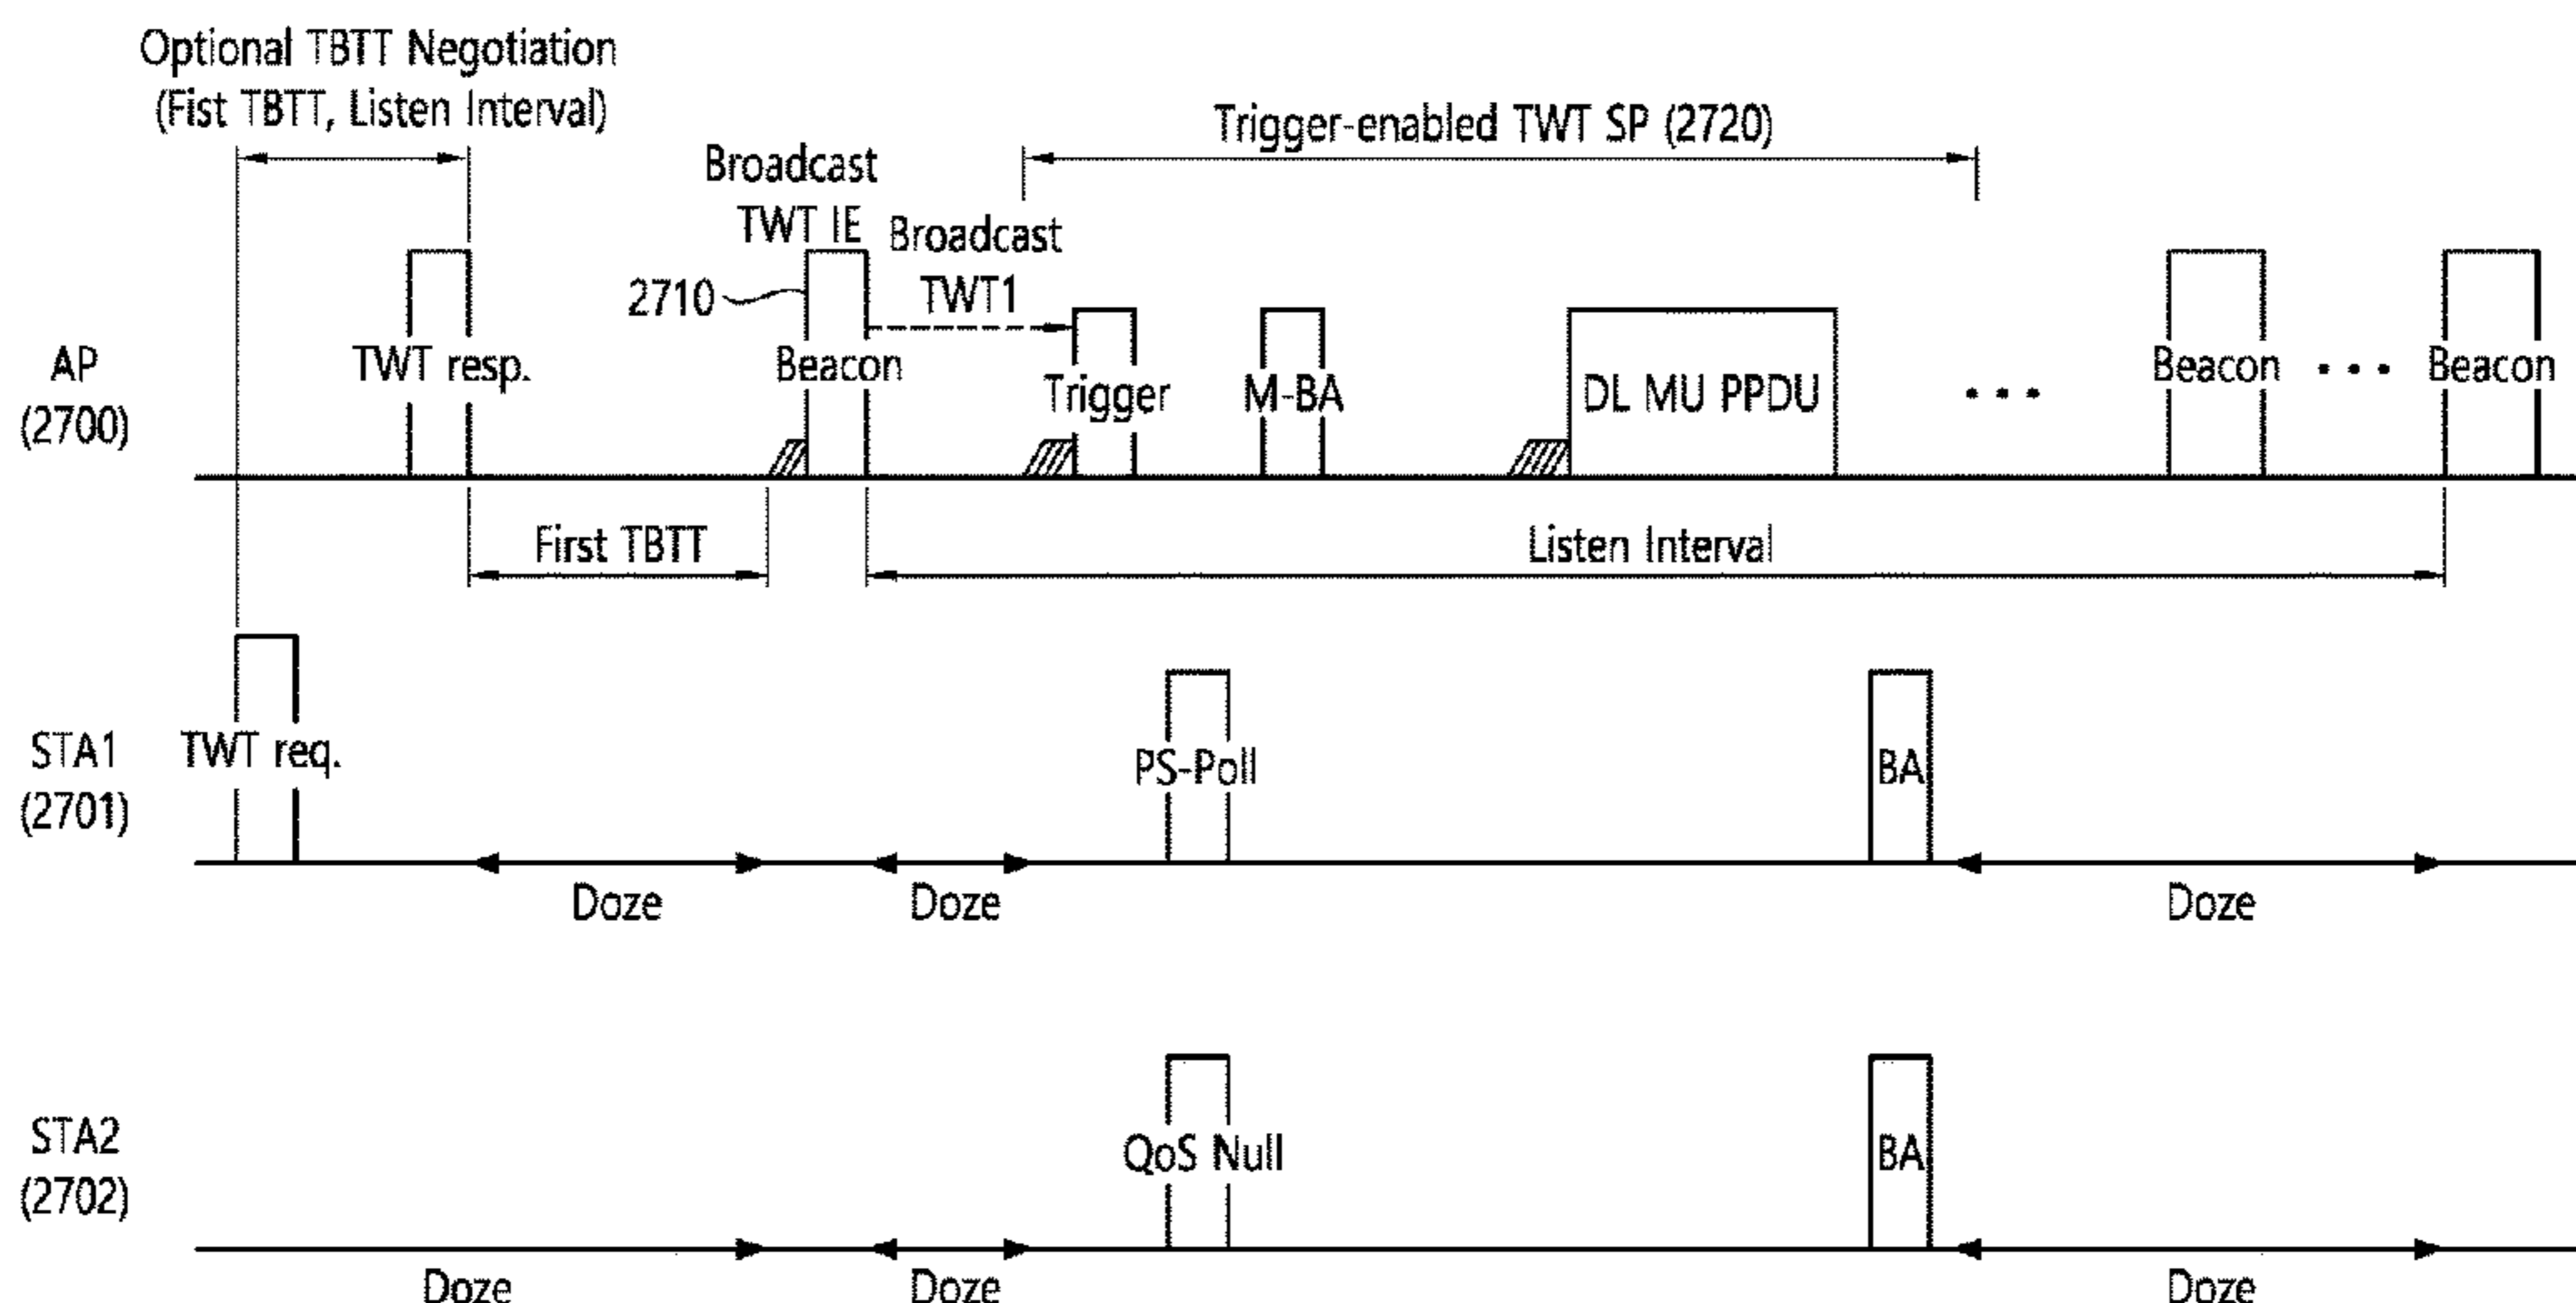 Optional TBTT Negotiation
(Fist TBTT, Listen Interval)
Trigger-enabled TWT SP (2720)
Broadcast
TWT IE
Broadcast
TWT1
2710
AP
(2700)
TWT resp.
Beacon
Trigger
M-BA
DL MU PPDU
• • •
Beacon
• • •
Beacon
First TBTT
Listen Interval
STA1
(2701)
TWT req.
PS-Poll
BA
Doze
Doze
Doze
STA2
(2702)
QoS Null
BA
Doze
Doze
Doze